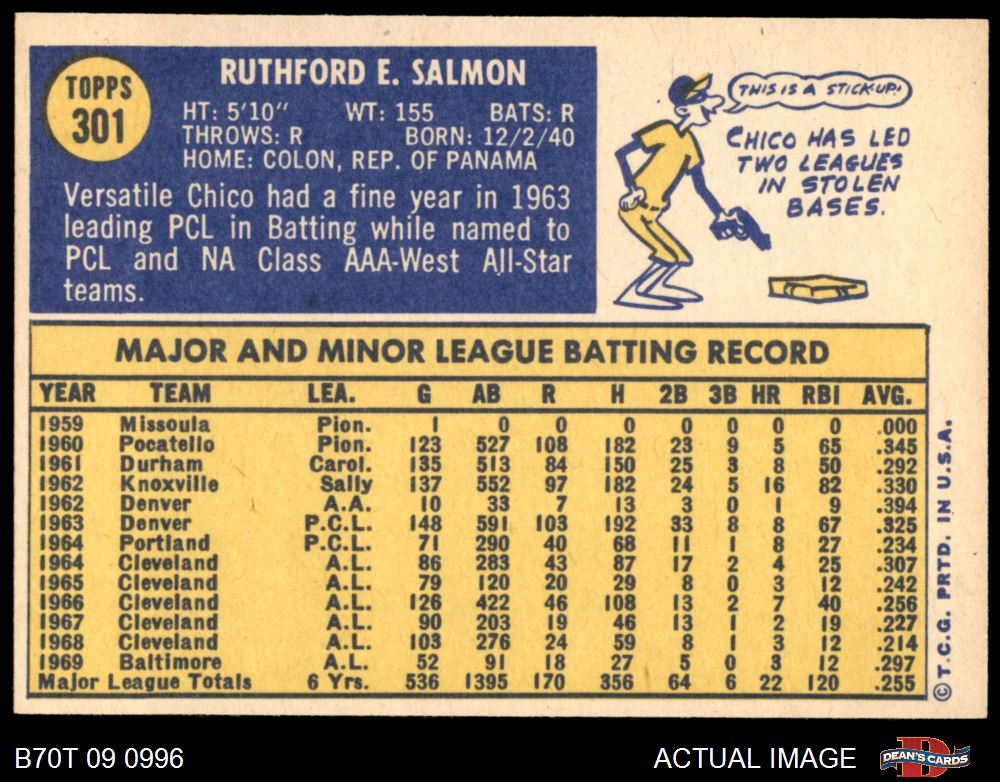 TOPPS
301
RUTHFORD E. SALMON
HT: 5'10" WT: 155 BATS: R
THROWS: R BORN: 12/2/40
HOME: COLON, REP. OF PANAMA
Versatile Chico had a fine year in 1963
leading PCL in Batting while named to
PCL and NA Class AAA-West All-Star
teams.
THIS IS A STICK-UP!
CHICO HAS LED
TWO LEAGUES
IN STOLEN
BASES.
MAJOR AND MINOR LEAGUE BATTING RECORD
YEAR TEAM LEA. G AB R H 2B 3B HR RBI AVG.
1959 Missoula Pion. 1 0 0 0 0 0 0 0 .000
1960 Pocatello Pion. 123 527 108 182 23 9 5 65 .345
1961 Durham Carol. 135 513 84 150 25 3 8 50 .292
1962 Knoxville Sally 137 552 97 182 24 5 16 82 .330
1962 Denver A.A. 10 33 7 13 3 0 1 9 .394
1963 Denver P.C.L. 148 591 103 192 33 8 8 67 .325
1964 Portland P.C.L. 71 290 40 68 11 1 8 27 .234
1964 Cleveland A.L. 86 283 43 87 17 2 4 25 .307
1965 Cleveland A.L. 79 120 20 29 8 0 3 12 .242
1966 Cleveland A.L. 126 422 46 108 13 2 7 40 .256
1967 Cleveland A.L. 90 203 19 46 13 1 2 19 .227
1968 Cleveland A.L. 103 276 24 59 8 1 3 12 .214
1969 Baltimore A.L. 52 91 18 27 5 0 3 12 .297
Major League Totals 6 Yrs. 536 1395 170 356 64 6 22 120 .255
© T.C.G. PRTD. IN U.S.A.
B70T 09 0996
ACTUAL IMAGE
D
DEAN'S CARDS